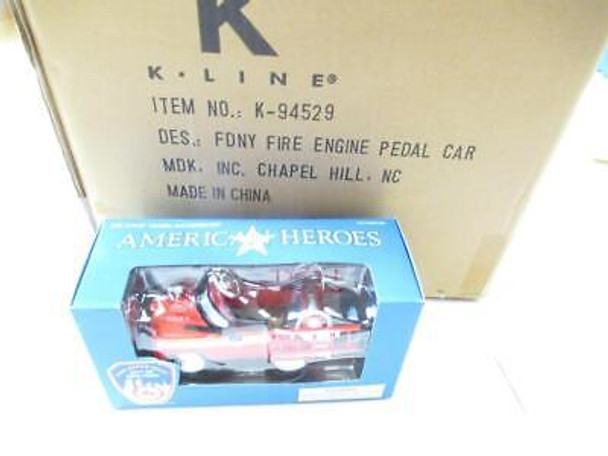 K
K·LINE®
ITEM NO.: K-94529
DES.: FDNY FIRE ENGINE PEDAL CAR
MDK, INC. CHAPEL HILL, NC
MADE IN CHINA
AMERIC★N HEROES